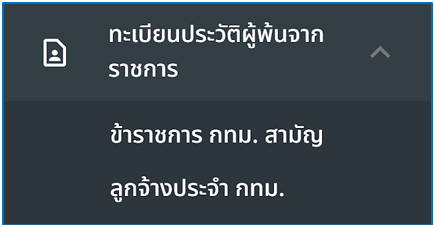 ทะเบียนประวัติผู้พ้นจาก
ราชการ
ข้าราชการ กทม. สามัญ
ลูกจ้างประจำ กทม.